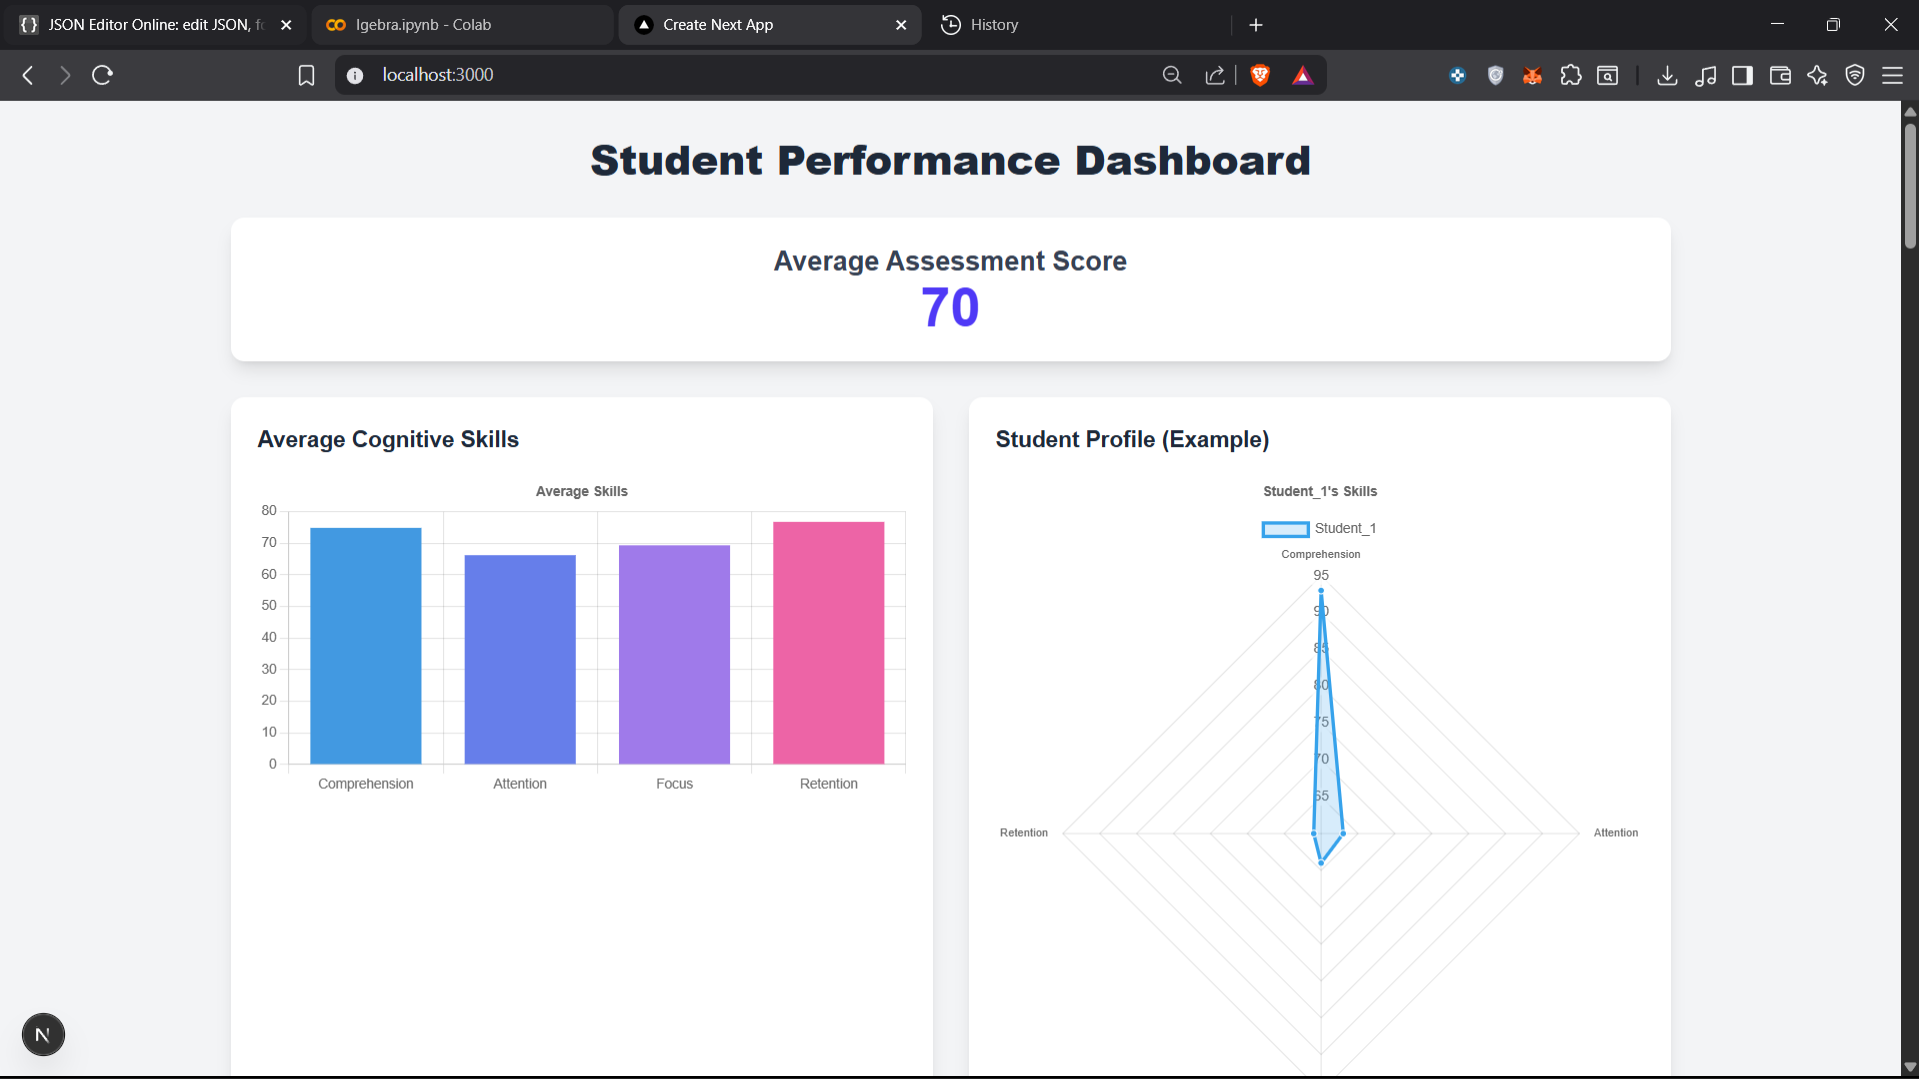 JSON Editor Online: edit JSON, fo
Igebra.ipynb - Colab
Create Next App
History
localhost:3000
Student Performance Dashboard
Average Assessment Score
70
Average Cognitive Skills
Average Skills
80
70
60
50
40
30
20
10
0
Comprehension
Attention
Focus
Retention
Student Profile (Example)
Student_1's Skills
Student_1
Comprehension
95
90
85
80
75
70
65
Retention
Attention
N